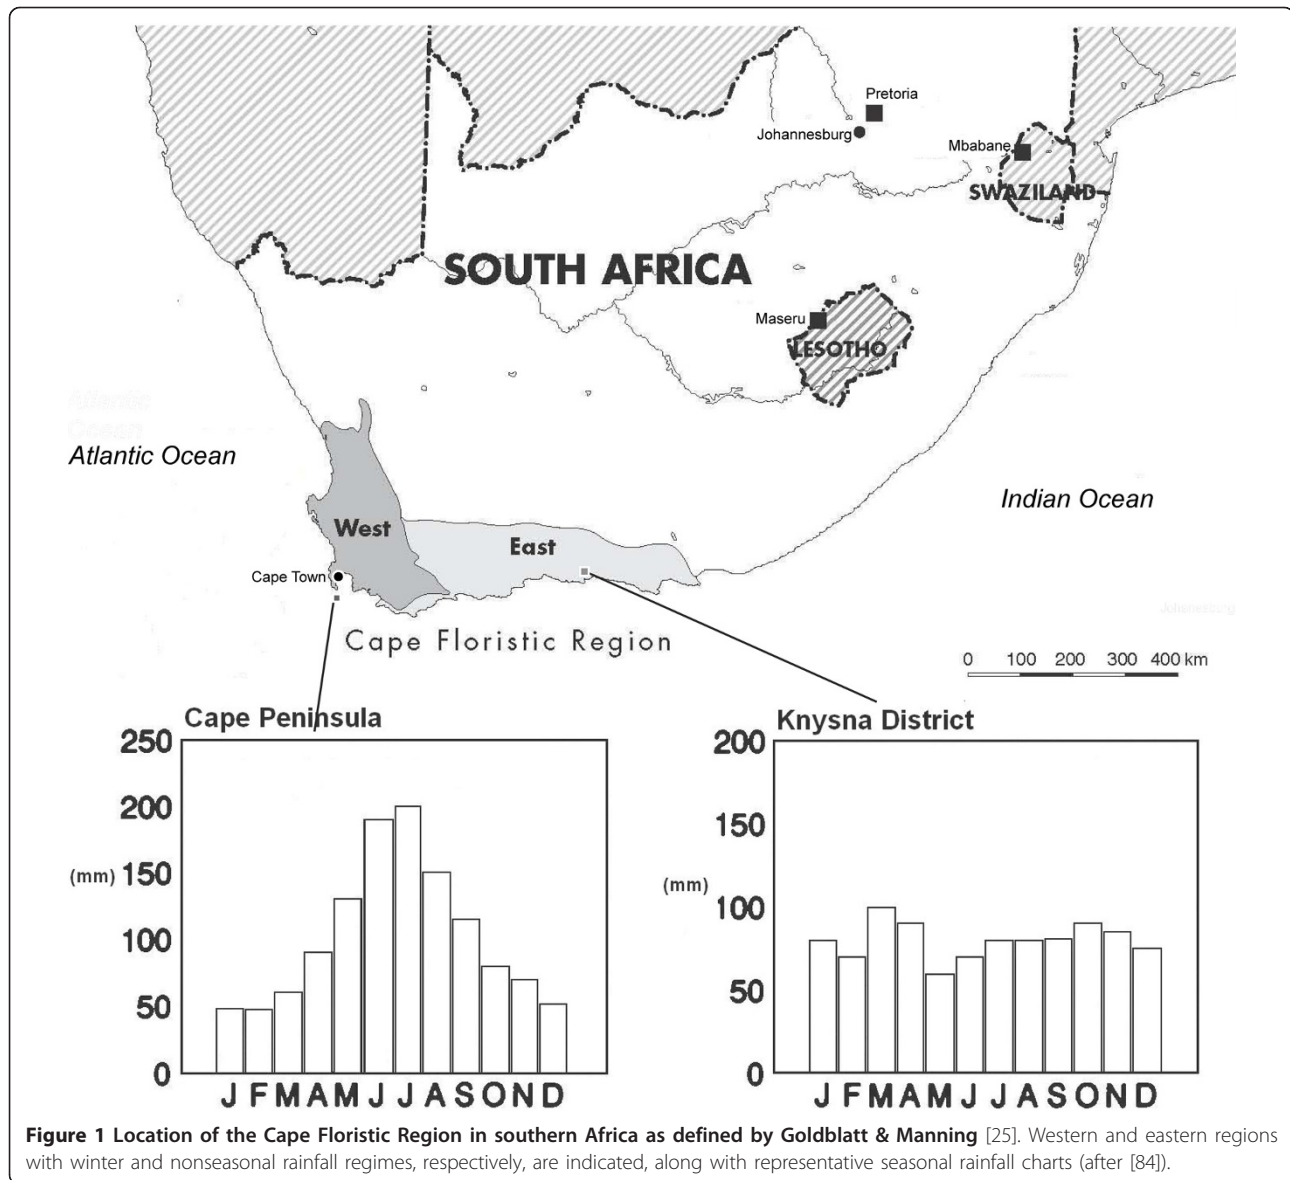 Pretoria
Johannesburg
Mbabane
SWAZILAND
SOUTH AFRICA
Maseru
LESOTHO
Atlantic
Ocean
Atlantic Ocean
Indian Ocean
West
East
Cape Town
Cape Floristic Region
Johannesburg
0 100 200 300 400 km
Cape Peninsula
250
200
(mm) 150
100
50
0
J F M A M J J A S O N D
Knysna District
200
150
(mm)
100
50
0
J F M A M J J A S O N D
Figure 1 Location of the Cape Floristic Region in southern Africa as defined by Goldblatt & Manning [25]. Western and eastern regions
with winter and nonseasonal rainfall regimes, respectively, are indicated, along with representative seasonal rainfall charts (after [84]).